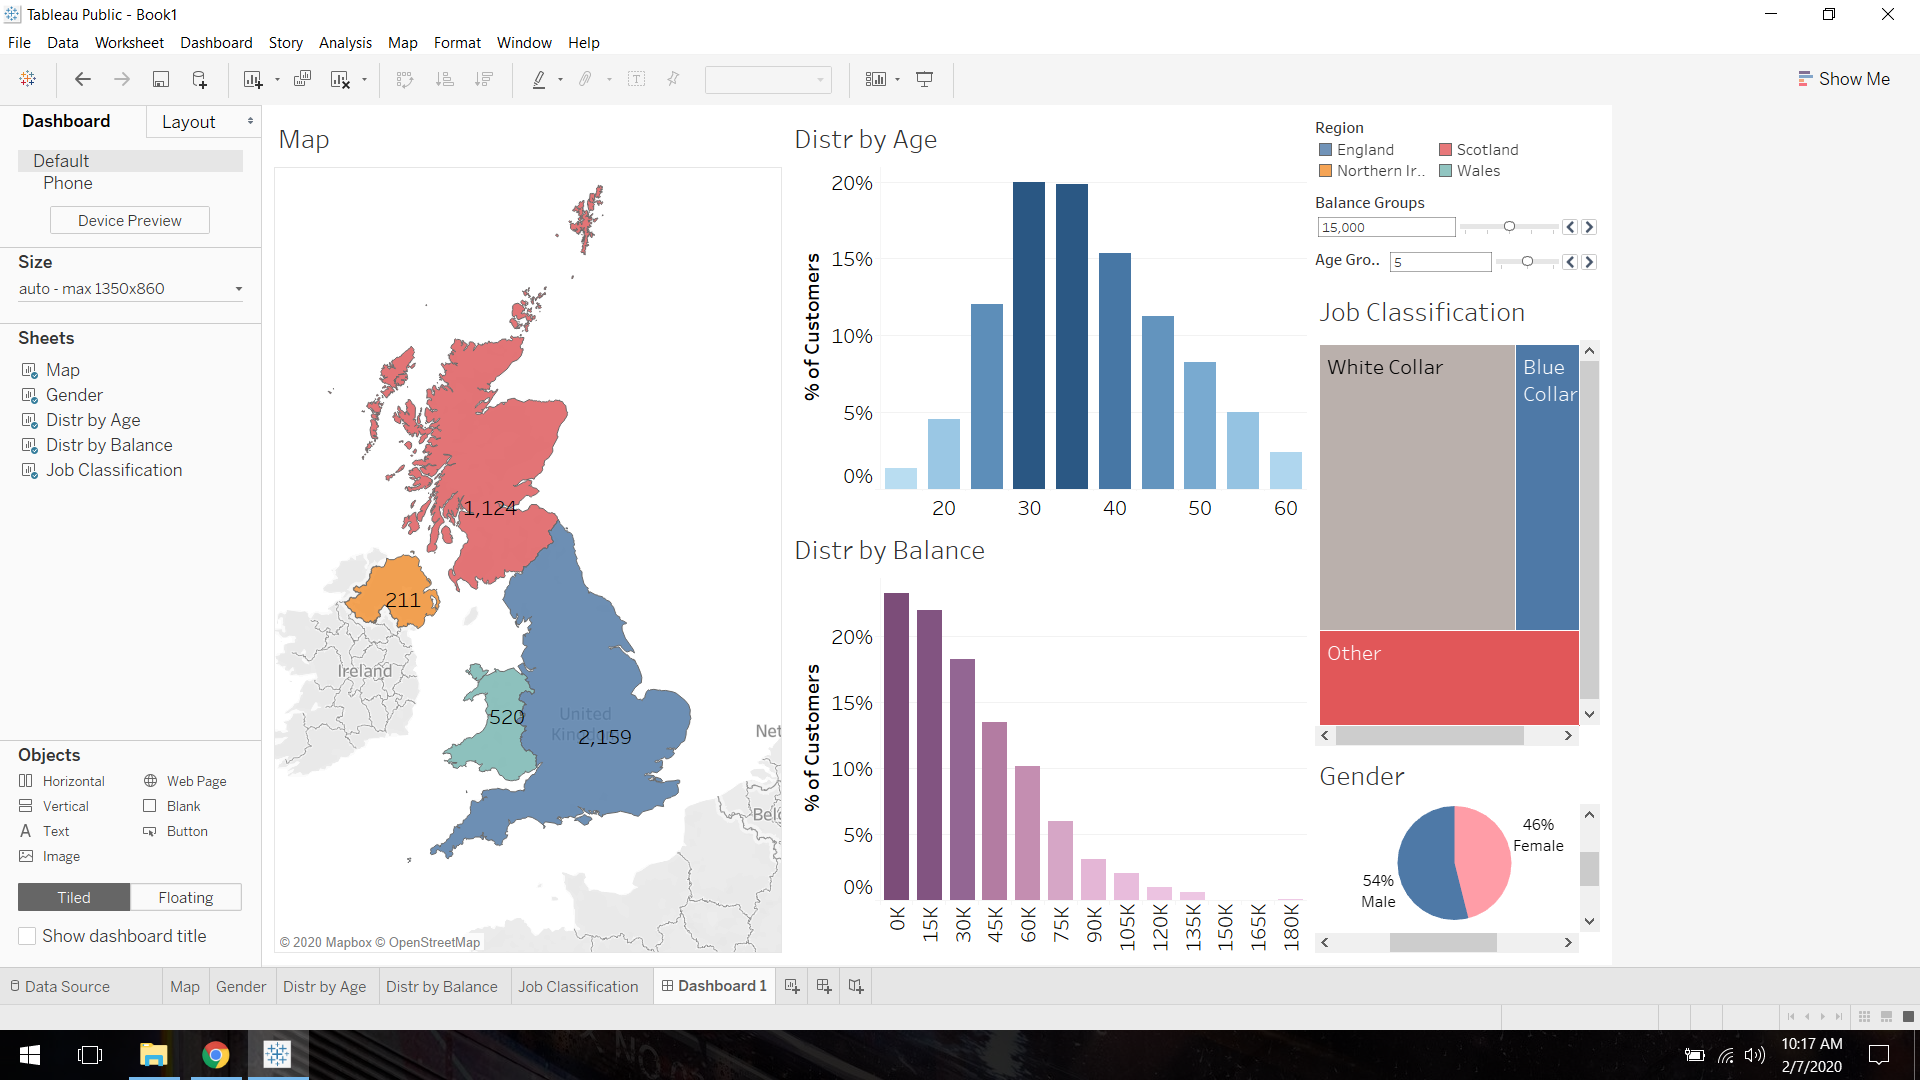 Tableau Public - Book1
File Data Worksheet Dashboard Story Analysis Map Format Window Help
Show Me
Dashboard
Layout
Default
Phone
Device Preview
Size
auto - max 1350x860
Sheets
Map
Gender
Distr by Age
Distr by Balance
Job Classification
Objects
Horizontal
Web Page
Vertical
Blank
Text
Button
Image
Tiled
Floating
Show dashboard title
Map
1,124
211
Ireland
520
United
2,159
Net
Belg
© 2020 Mapbox © OpenStreetMap
Distr by Age
% of Customers
20%
15%
10%
5%
0%
20 30 40 50 60
Distr by Balance
% of Customers
20%
15%
10%
5%
0%
0K 15K 30K 45K 60K 75K 90K 105K 120K 135K 150K 165K 180K
Region
England
Scotland
Northern Ir..
Wales
Balance Groups
15,000
Age Gro..
5
Job Classification
White Collar
Blue
Collar
Other
Gender
46%
Female
54%
Male
Data Source
Map
Gender
Distr by Age
Distr by Balance
Job Classification
Dashboard 1
10:17 AM
2/7/2020